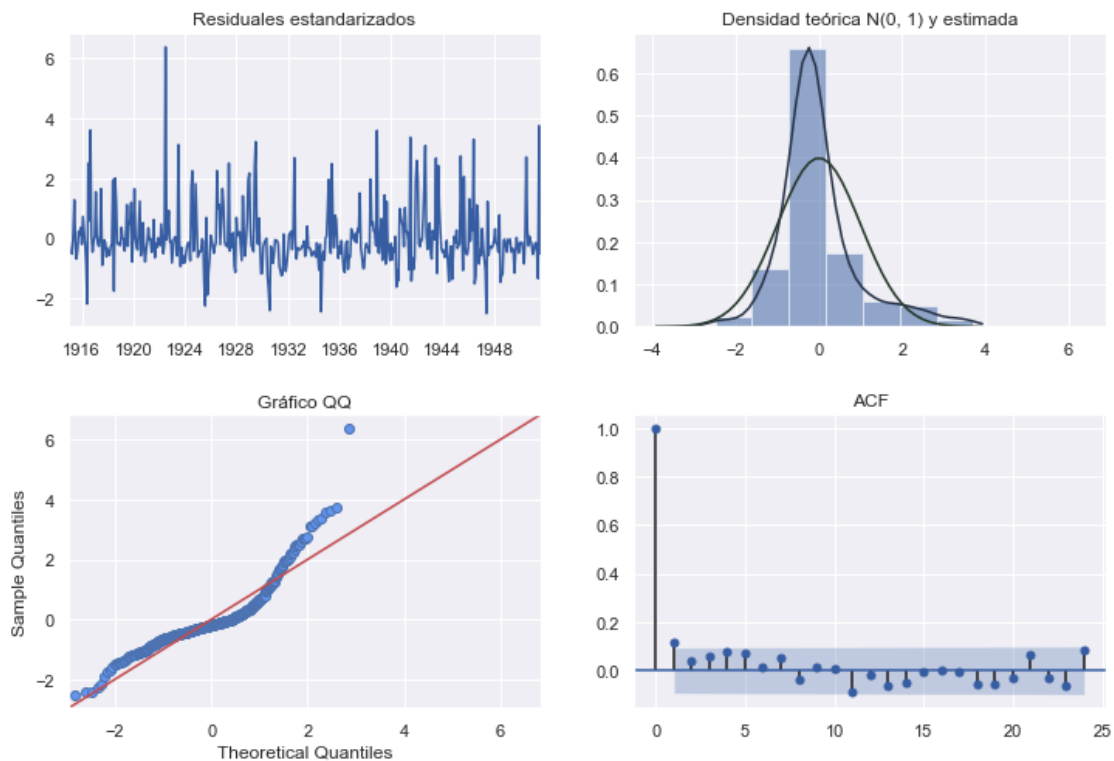 Residuales estandarizados
6
4
2
0
−2
1916 1920 1924 1928 1932 1936 1940 1944 1948
Densidad teórica N(0, 1) y estimada
0.6
0.5
0.4
0.3
0.2
0.1
0.0
−4 −2 0 2 4 6
Gráfico QQ
Sample Quantiles
6
4
2
0
−2
−2 0 2 4 6
Theoretical Quantiles
ACF
1.0
0.8
0.6
0.4
0.2
0.0
0 5 10 15 20 25